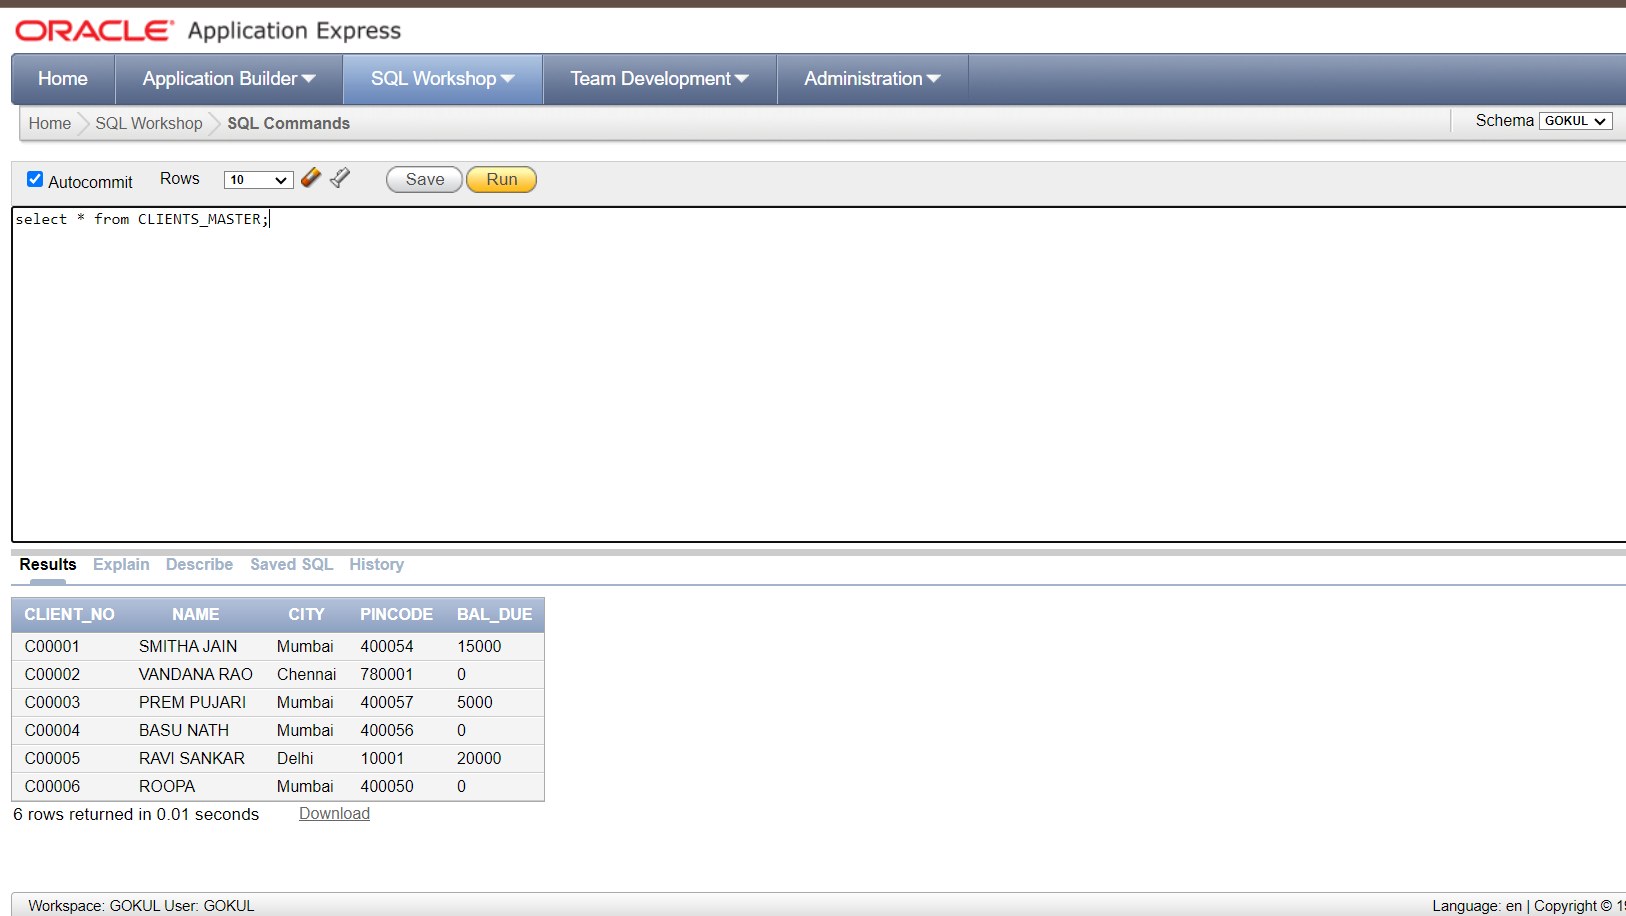 ORACLE Application Express
Home Application Builder SQL Workshop Team Development Administration
Home SQL Workshop SQL Commands Schema GOKUL
Autocommit Rows 10 Save Run
select * from CLIENTS_MASTER;
Results Explain Describe Saved SQL History
CLIENT_NO NAME CITY PINCODE BAL_DUE
C00001 SMITHA JAIN Mumbai 400054 15000
C00002 VANDANA RAO Chennai 780001 0
C00003 PREM PUJARI Mumbai 400057 5000
C00004 BASU NATH Mumbai 400056 0
C00005 RAVI SANKAR Delhi 10001 20000
C00006 ROOPA Mumbai 400050 0
6 rows returned in 0.01 seconds Download
Workspace: GOKUL User: GOKUL Language: en | Copyright ©